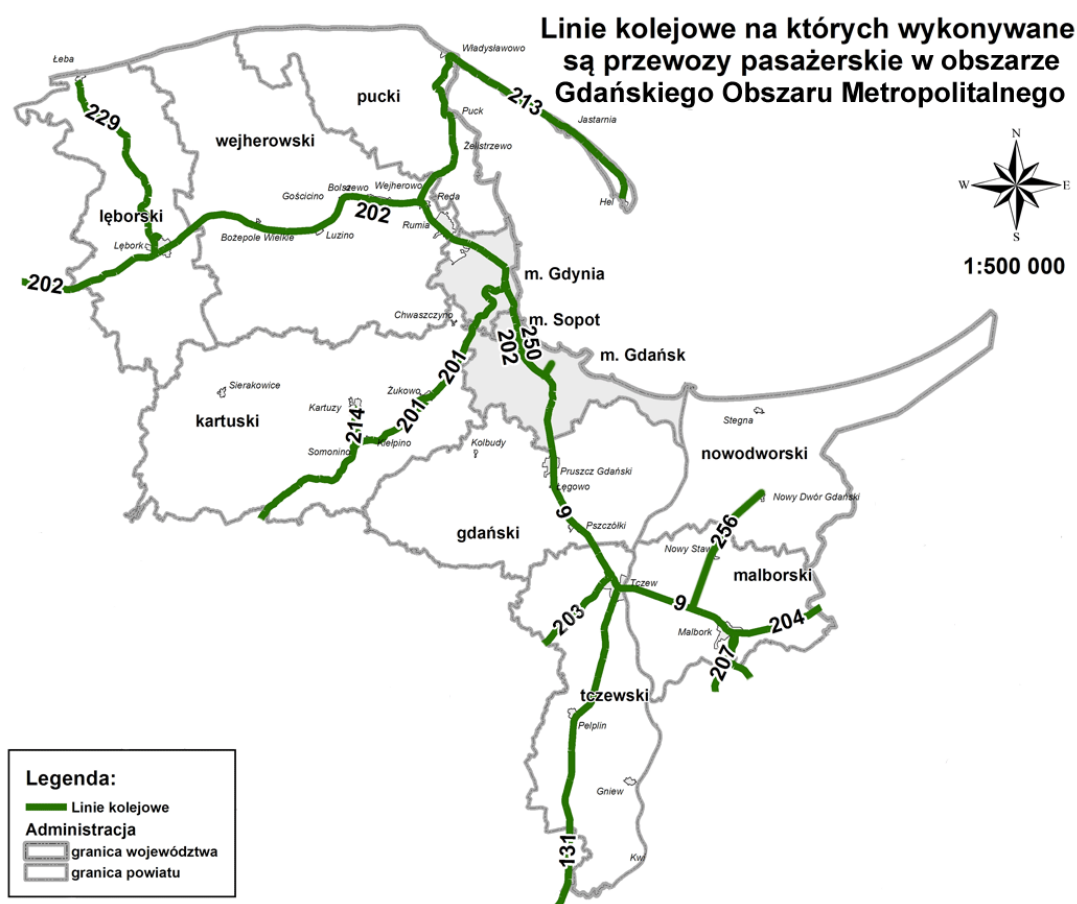 Linie kolejowe na których wykonywane
są przewozy pasażerskie w obszarze
Gdańskiego Obszaru Metropolitalnego
N
W E
S
1:500 000
Łeba
Władysławowo
229
pucki
213
Puck
Jastarnia
wejherowski
Żelistrzewo
Hel
Bolszewo
Wejherowo
Gościcino
Reda
202
lęborski
Rumia
Lębork
Bożepole Wielkie
Luzino
202
m. Gdynia
Chwaszczyno
m. Sopot
250
202
m. Gdańsk
201
Sierakowice
Żukowo
Kartuzy
kartuski
214
201
Kiełpino
Somonino
Kolbudy
Stegna
nowodworski
Pruszcz Gdański
Łęgowo
Nowy Dwór Gdański
9
Pszczółki
256
gdański
Nowy Staw
malborski
Tczew
203
9
204
Malbork
207
tczewski
Pelplin
Gniew
131
Kwi
Legenda:
Linie kolejowe
Administracja
granica województwa
granica powiatu